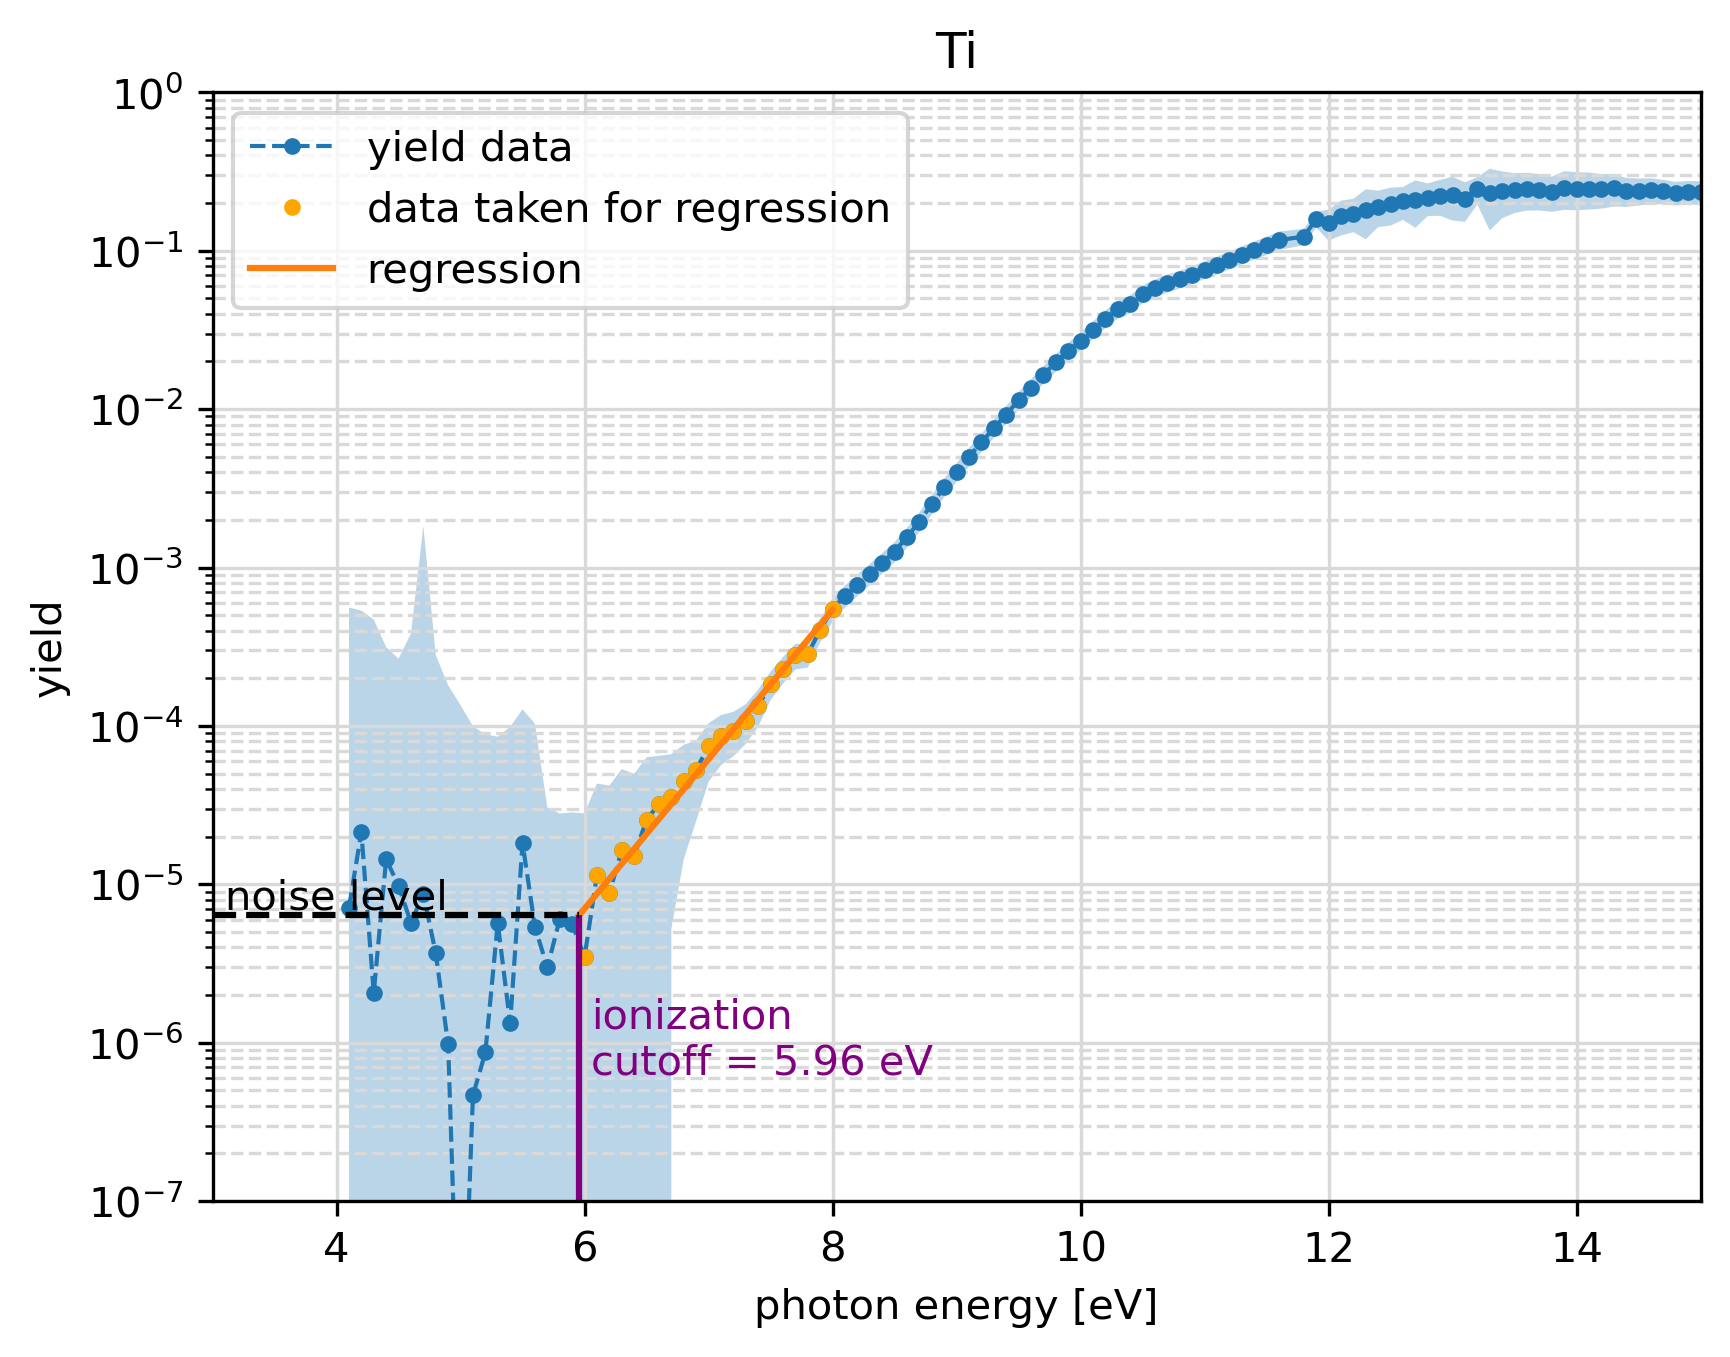 Ti
10⁰
10⁻¹
10⁻²
10⁻³
10⁻⁴
10⁻⁵
10⁻⁶
10⁻⁷
yield
yield data
data taken for regression
regression
noise level
ionization
cutoff = 5.96 eV
4 6 8 10 12 14
photon energy [eV]